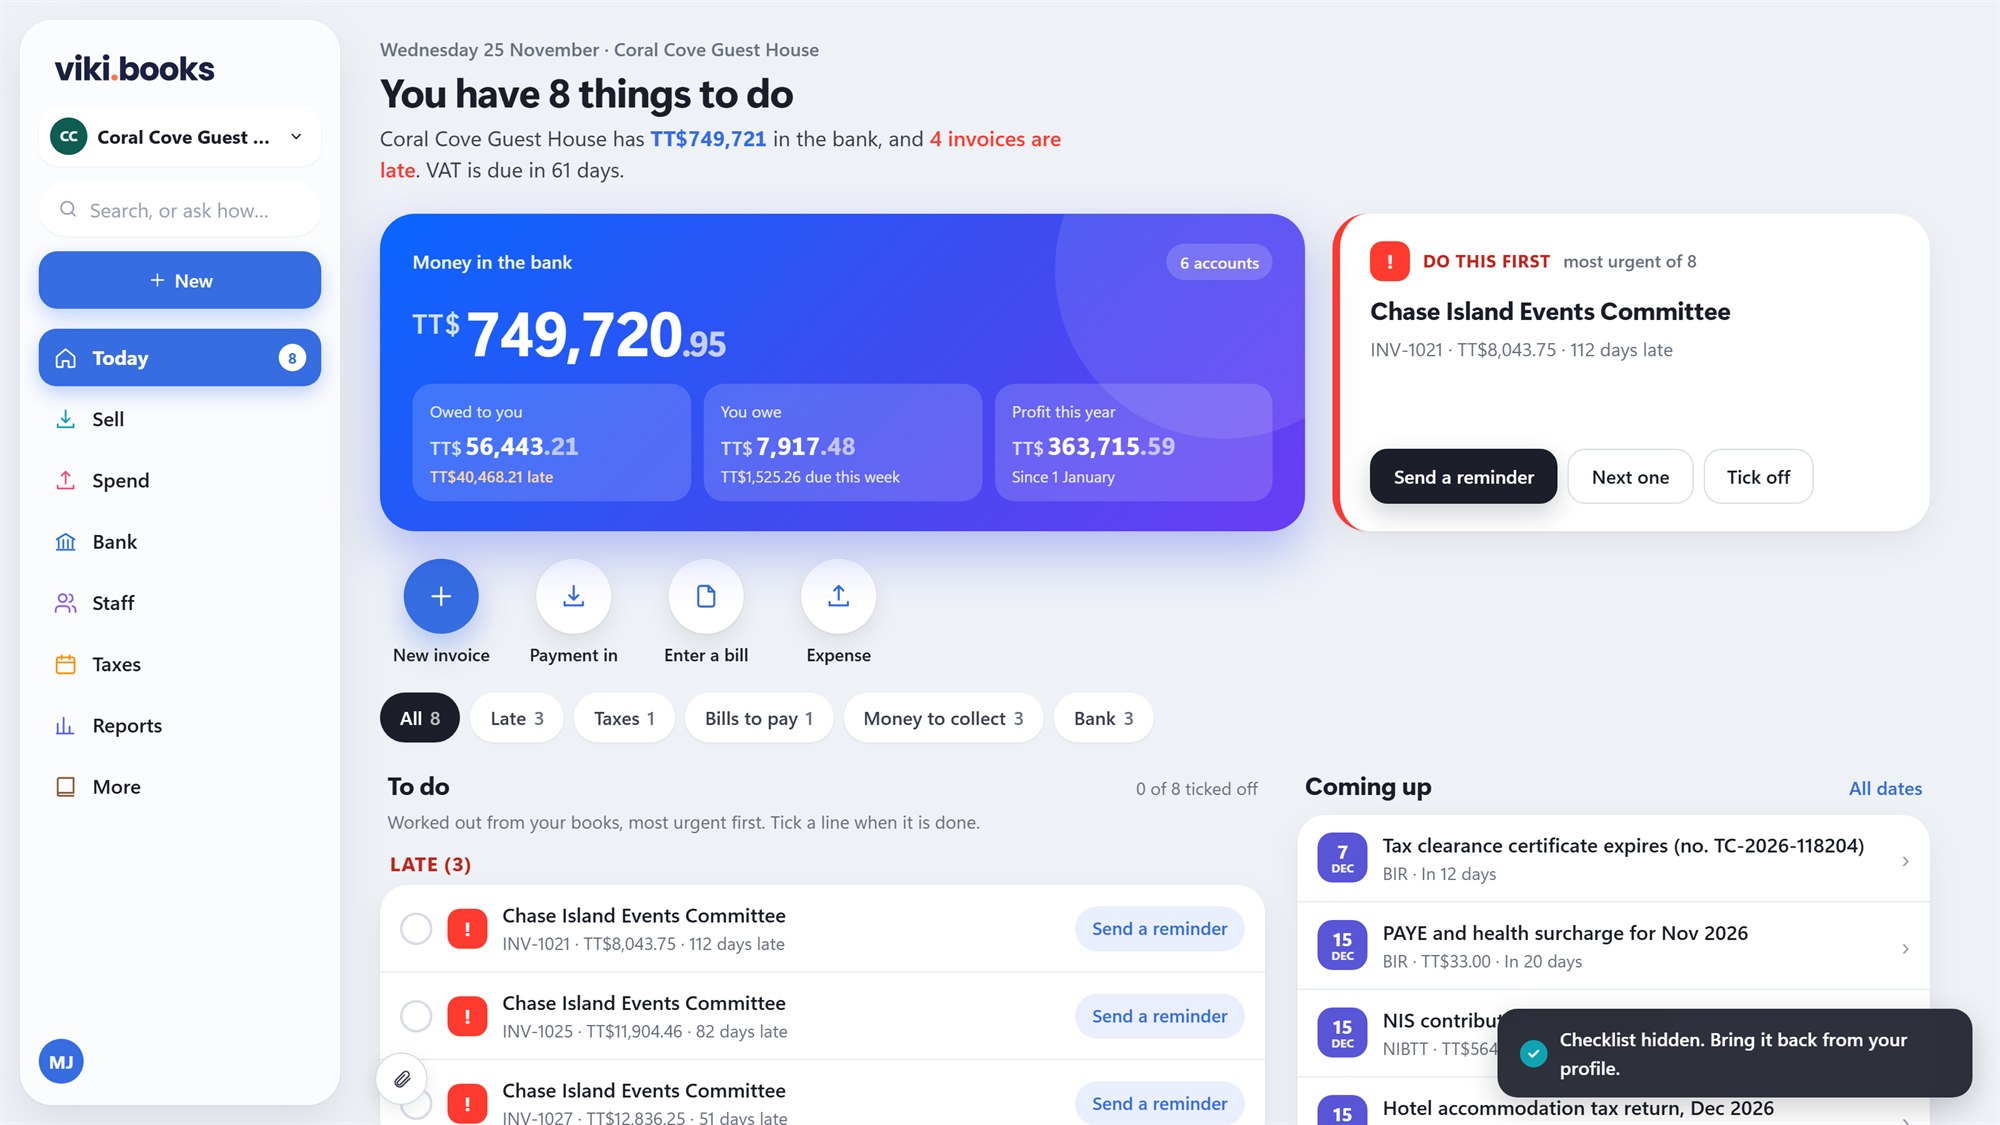 viki.books
CC Coral Cove Guest ...
Search, or ask how...
+ New
Today 8
Sell
Spend
Bank
Staff
Taxes
Reports
More
MJ
Wednesday 25 November · Coral Cove Guest House
You have 8 things to do
Coral Cove Guest House has TT$749,721 in the bank, and 4 invoices are
late. VAT is due in 61 days.
Money in the bank
6 accounts
TT$ 749,720.95
Owed to you
TT$ 56,443.21
TT$40,468.21 late
You owe
TT$ 7,917.48
TT$1,525.26 due this week
Profit this year
TT$ 363,715.59
Since 1 January
! DO THIS FIRST most urgent of 8
Chase Island Events Committee
INV-1021 · TT$8,043.75 · 112 days late
Send a reminder
Next one
Tick off
New invoice
Payment in
Enter a bill
Expense
All 8
Late 3
Taxes 1
Bills to pay 1
Money to collect 3
Bank 3
To do
0 of 8 ticked off
Worked out from your books, most urgent first. Tick a line when it is done.
LATE (3)
! Chase Island Events Committee
INV-1021 · TT$8,043.75 · 112 days late
Send a reminder
! Chase Island Events Committee
INV-1025 · TT$11,904.46 · 82 days late
Send a reminder
! Chase Island Events Committee
INV-1027 · TT$12,836.25 · 51 days late
Send a reminder
Coming up
All dates
7 DEC
Tax clearance certificate expires (no. TC-2026-118204)
BIR · In 12 days
15 DEC
PAYE and health surcharge for Nov 2026
BIR · TT$33.00 · In 20 days
15 DEC
NIS
NIBTT · TT$564
15
Hotel accommodation tax return, Dec 2026
Checklist hidden. Bring it back from your
profile.